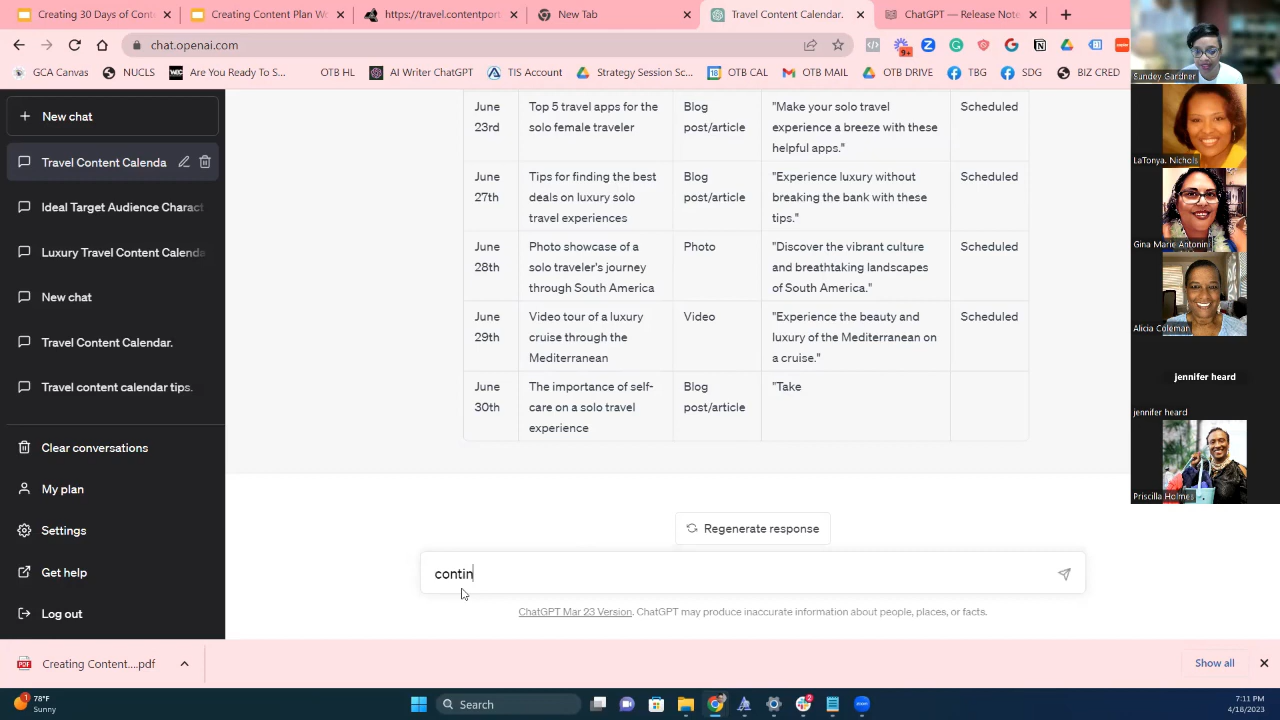 Creating 30 Days of Cont
Creating Content Plan Wo
https://travel.contentport
New Tab
Travel Content Calendar.
ChatGPT — Release Note
chat.openai.com
9+
GCA Canva
NUCLS
Are You Ready To S...
OTB HL
AI Writer ChatGPT
TIS Account
Strategy Session Sc...
OTB CAL
OTB MAIL
OTB DRIVE
TBG
SDG
BIZ CRED
New chat
Travel Content Calenda
Ideal Target Audience Charact
Luxury Travel Content Calenda
New chat
Travel Content Calendar.
Travel content calendar tips.
Clear conversations
My plan
Settings
Get help
Log out
June
23rd
Top 5 travel apps for the
solo female traveler
Blog
post/article
"Make your solo travel
experience a breeze with these
helpful apps."
Scheduled
June
27th
Tips for finding the best
deals on luxury solo
travel experiences
Blog
post/article
"Experience luxury without
breaking the bank with these
tips."
Scheduled
June
28th
Photo showcase of a
solo traveler's journey
through South America
Photo
"Discover the vibrant culture
and breathtaking landscapes
of South America."
Scheduled
June
29th
Video tour of a luxury
cruise through the
Mediterranean
Video
"Experience the beauty and
luxury of the Mediterranean on
a cruise."
Scheduled
June
30th
The importance of self-
care on a solo travel
experience
Blog
post/article
"Take
Regenerate response
contin
ChatGPT Mar 23 Version. ChatGPT may produce inaccurate information about people, places, or facts.
Sundey Gardner
LaTonya. Nichols
Gina Marie Antonini
Alicia Coleman
jennifer heard
jennifer heard
Priscilla Holmes
Creating Content....pdf
Show all
78°F
Sunny
Search
7:11 PM
4/18/2023